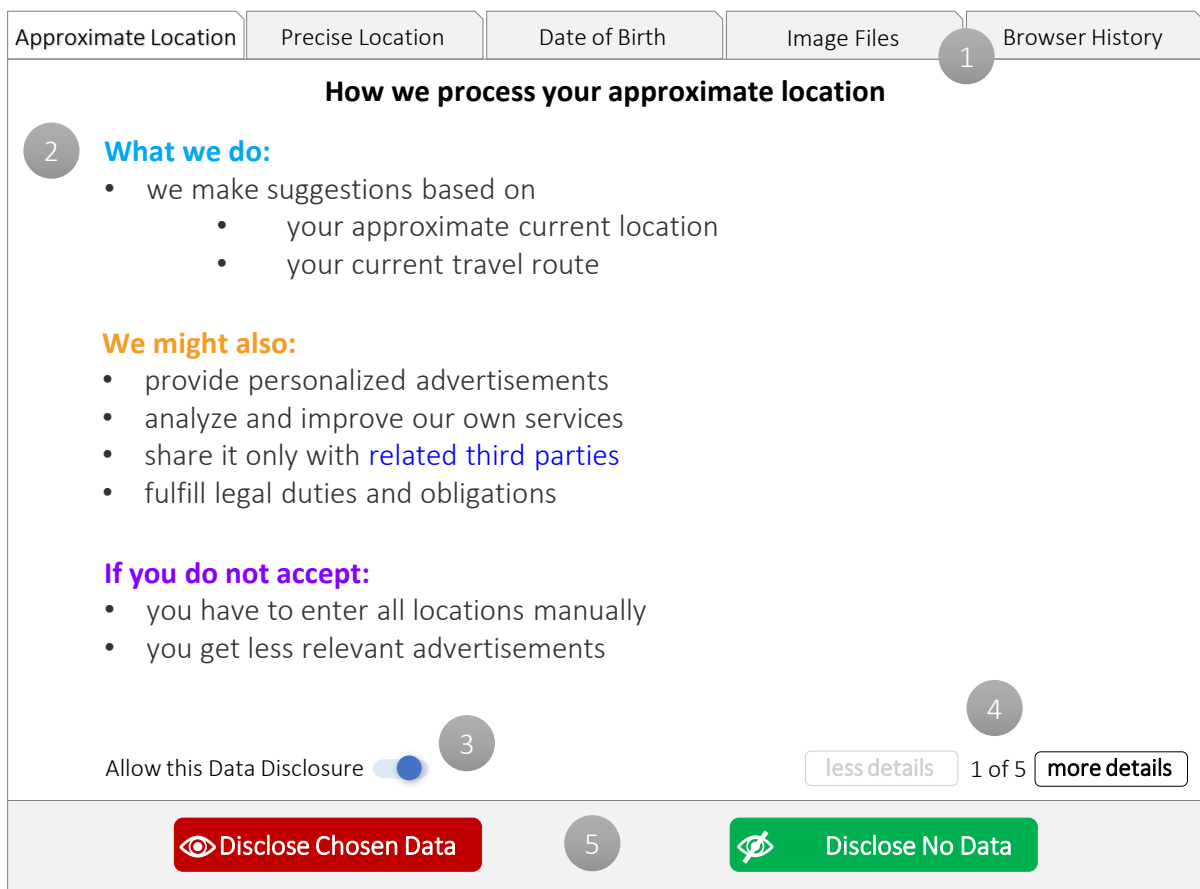 Approximate Location
Precise Location
Date of Birth
Image Files
Browser History
1
How we process your approximate location
2
What we do:
• we make suggestions based on
• your approximate current location
• your current travel route
We might also:
• provide personalized advertisements
• analyze and improve our own services
• share it only with related third parties
• fulfill legal duties and obligations
If you do not accept:
• you have to enter all locations manually
• you get less relevant advertisements
3
4
Allow this Data Disclosure
less details 1 of 5 more details
Disclose Chosen Data
5
Disclose No Data